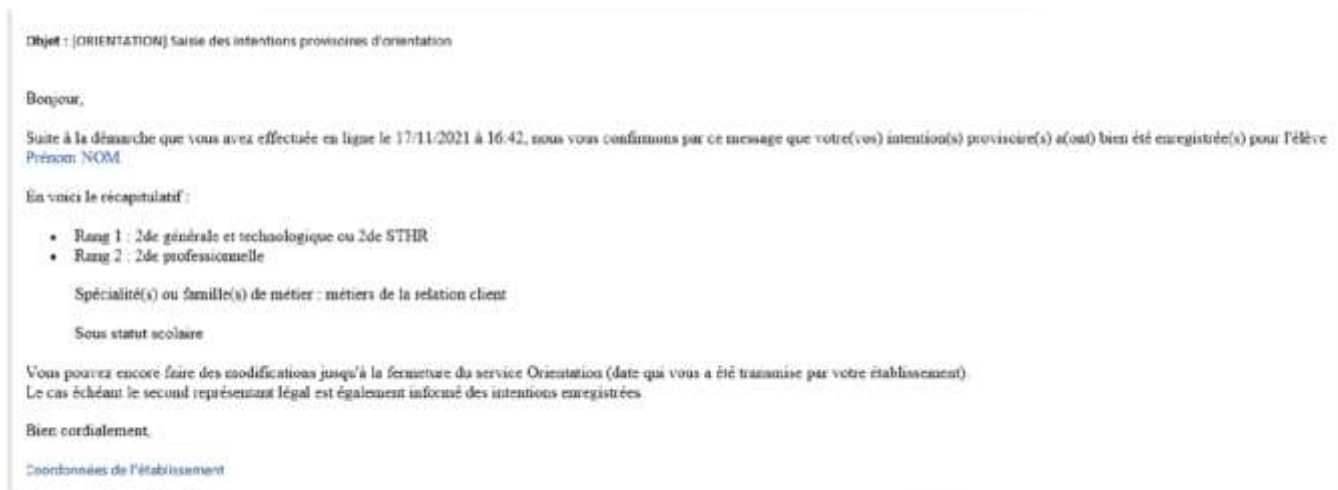 Objet : [ORIENTATION] Saisie des intentions provisoires d'orientation
Bonjour,
Suite à la démarche que vous avez effectuée en ligne le 17/11/2021 à 16:42, nous vous confirmons par ce message que votre(vos) intention(s) provisoire(s) a(ont) bien été enregistrée(s) pour l'élève
Prénom NOM
En voici le récapitulatif :
• Rang 1 : 2de générale et technologique ou 2de STHR
• Rang 2 : 2de professionnelle
Spécialité(s) ou famille(s) de métier : métiers de la relation client
Sous statut scolaire
Vous pouvez encore faire des modifications jusqu'à la fermeture du service Orientation (date qui vous a été transmise par votre établissement).
Le cas échéant le second représentant légal est également informé des intentions enregistrées.
Bien cordialement,
Coordonnées de l'établissement